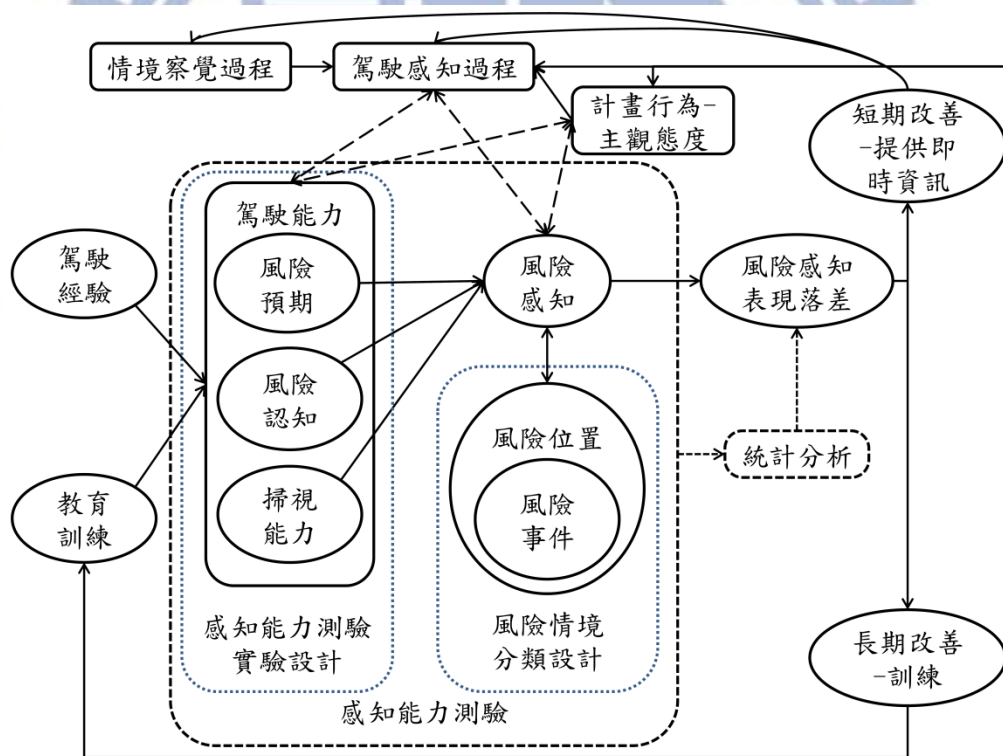 情境察覺過程
駕駛感知過程
計畫行為-
主觀態度
短期改善
-提供即
時資訊
駕駛能力
駕駛
經驗
風險
預期
風險
感知
風險感知
表現落差
風險
認知
風險位置
統計分析
教育
訓練
掃視
能力
風險
事件
感知能力測驗
實驗設計
風險情境
分類設計
長期改善
-訓練
感知能力測驗